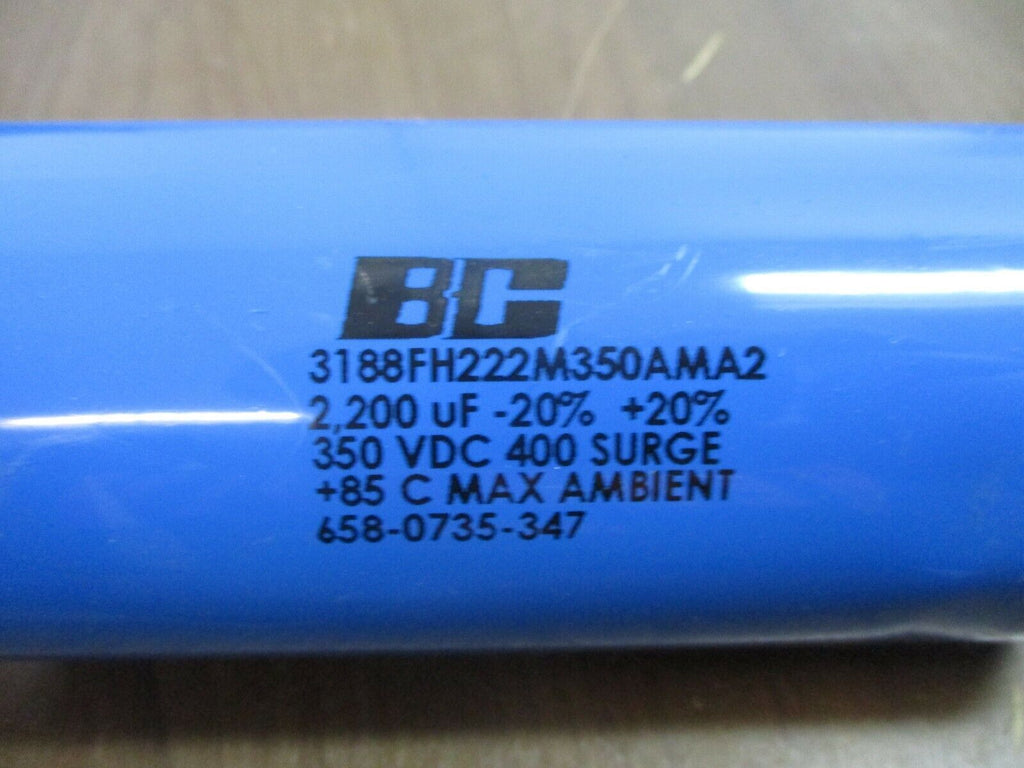 BC
3188FH222M350AMA2
2,200 uF -20% +20%
350 VDC 400 SURGE
+85 C MAX AMBIENT
658-0735-347